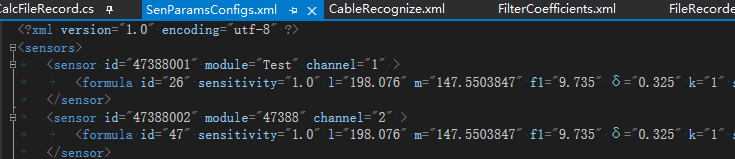 CalcFileRecord.cs SenParamsConfigs.xml CableRecognize.xml FilterCoefficients.xml FileRecorde
<?xml version="1.0" encoding="utf-8" ?>
<sensors>
<sensor id="47388001" module="Test" channel="1" >
<formula id="26" sensitivity="1.0" l="198.076" m="147.5503847" f1="9.735" δ="0.325" k="1" s
</sensor>
<sensor id="47388002" module="47388" channel="2" >
<formula id="47" sensitivity="1.0" l="198.076" m="147.5503847" f1="9.735" δ="0.325" k="1" s
</sensor>